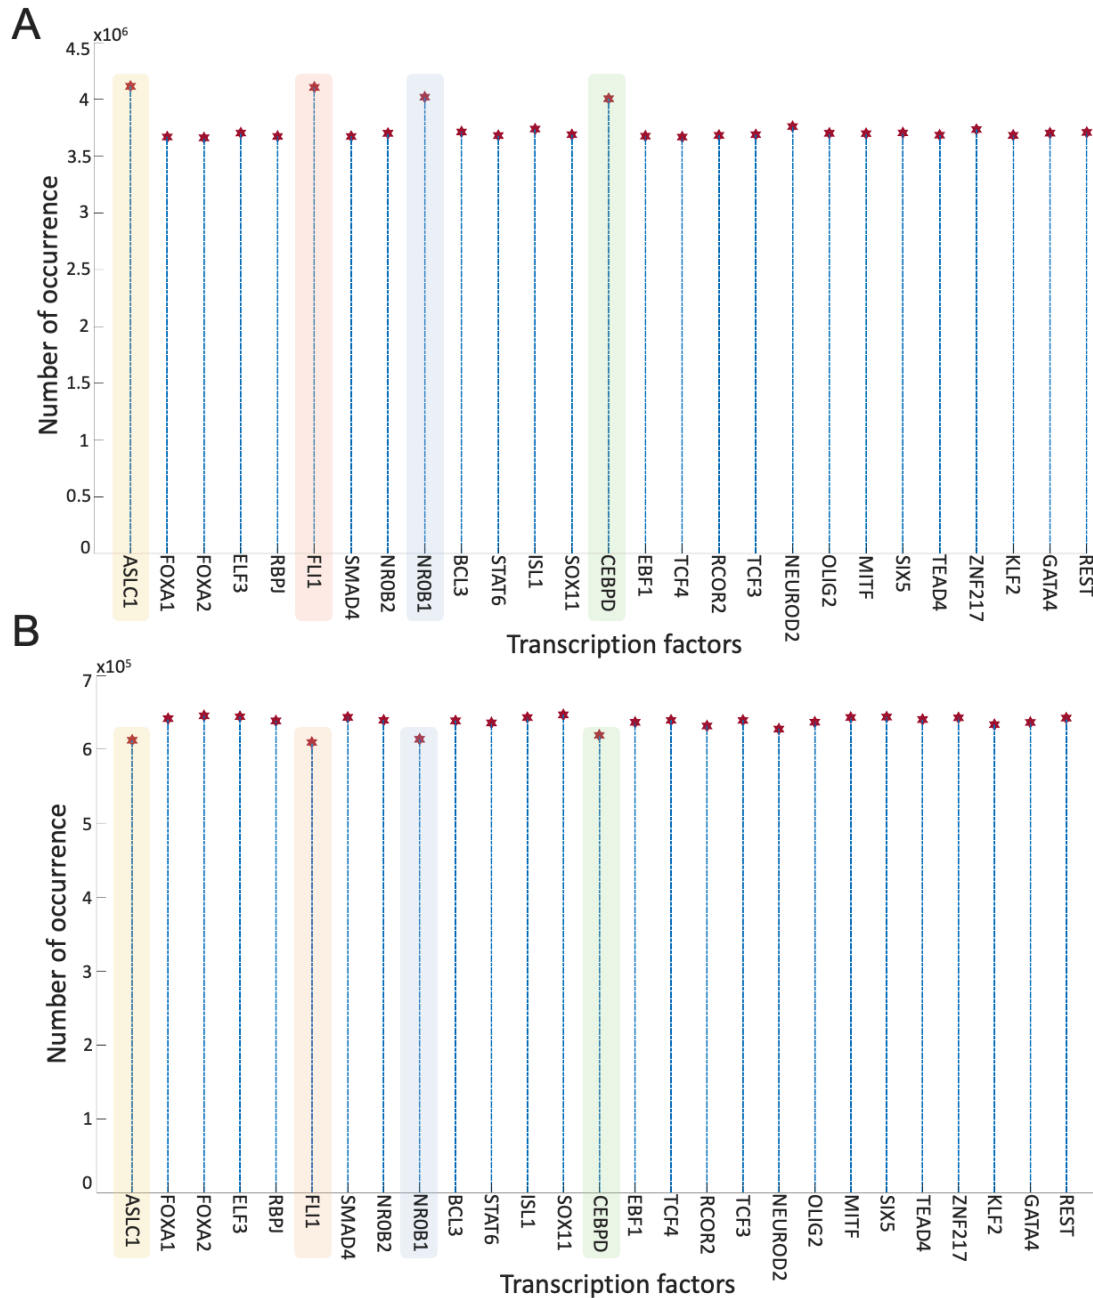 A
x10⁶
4.5
4
3.5
3
2.5
2
1.5
1
0.5
0
Number of occurrence
ASLC1
FOXA1
FOXA2
ELF3
RBPJ
FLI1
SMAD4
NR0B2
NR0B1
BCL3
STAT6
ISL1
SOX11
CEBPD
EBF1
TCF4
RCOR2
TCF3
NEUROD2
OLIG2
MITF
SIX5
TEAD4
ZNF217
KLF2
GATA4
REST
Transcription factors
B
x10⁵
7
6
5
4
3
2
1
0
Number of occurrence
ASLC1
FOXA1
FOXA2
ELF3
RBPJ
FLI1
SMAD4
NR0B2
NR0B1
BCL3
STAT6
ISL1
SOX11
CEBPD
EBF1
TCF4
RCOR2
TCF3
NEUROD2
OLIG2
MITF
SIX5
TEAD4
ZNF217
KLF2
GATA4
REST
Transcription factors